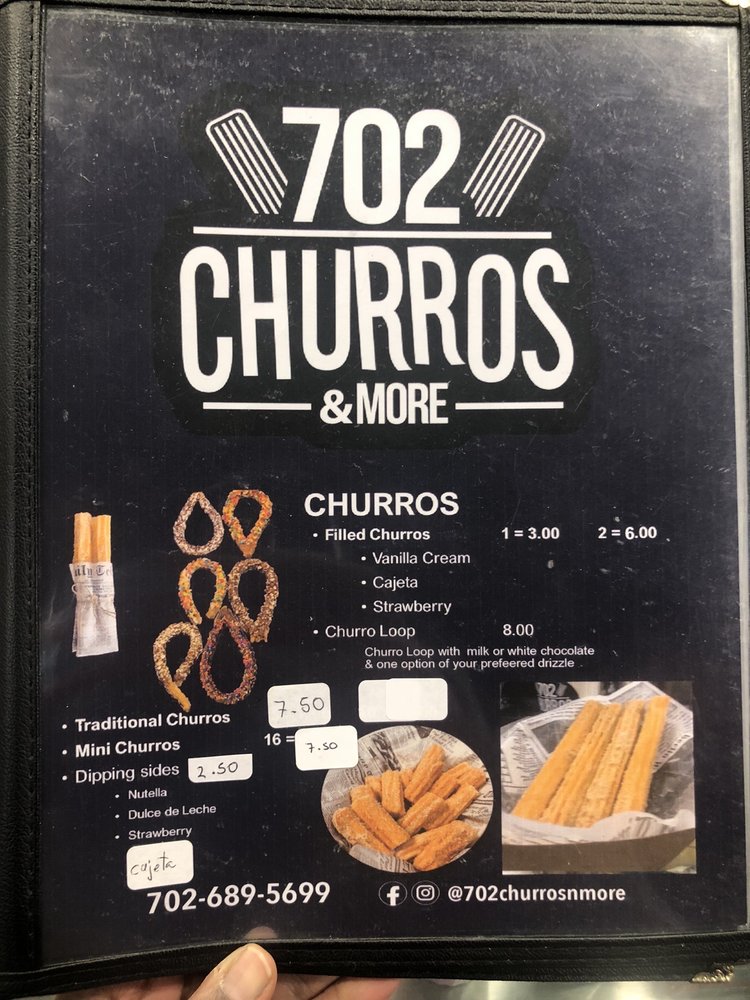 702
CHURROS
&MORE
CHURROS
• Filled Churros 1 = 3.00 2 = 6.00
• Vanilla Cream
• Cajeta
• Strawberry
• Churro Loop 8.00
Churro Loop with milk or white chocolate
& one option of your prefeered drizzle
• Traditional Churros 7.50
• Mini Churros 16 = 7.50
• Dipping sides 2.50
• Nutella
• Dulce de Leche
• Strawberry
cajeta
702-689-5699
@702churrosnmore